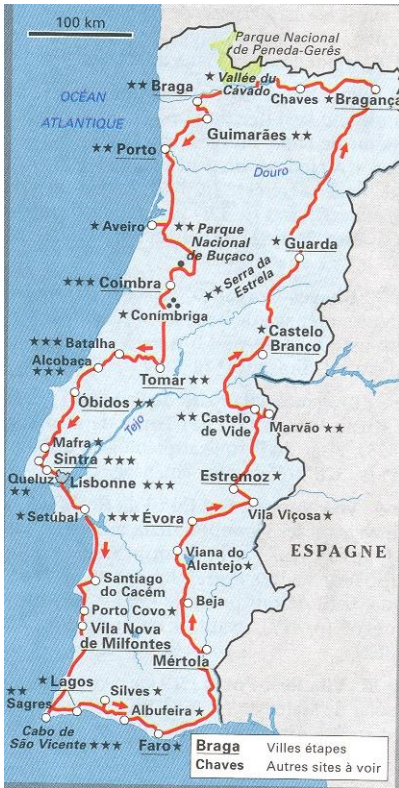 100 km
Parque Nacional
de Peneda-Gerês
OCÉAN
ATLANTIQUE
★ Vallée du
Cávado
★★ Braga
Chaves
★ Bragança
Guimarães ★★
★★ Porto
Douro
★ Aveiro
★★ Parque
Nacional
de Buçaco
★ Guarda
★★ Serra da
Estrela
★★★ Coimbra
★ Conímbriga
★ Castelo
Branco
★★★ Batalha
Alcobaça
★★★
Tomar ★★
Óbidos ★★
★★ Castelo
de Vide
Marvão ★★
Tejo
Mafra ★
Sintra ★★★
Queluz
★★
Lisbonne ★★★
Estremoz ★
Vila Viçosa ★
★ Setúbal
★★★ Évora
ESPAGNE
Viana do
Alentejo ★
Santiago
do Cacém
Porto Covo ★
Beja
Vila Nova
de Milfontes
Mértola
★ Lagos
★★
Sagres
Silves ★
Albufeira
Cabo de
São Vicente ★★★
Faro ★
Braga Villes étapes
Chaves Autres sites à voir